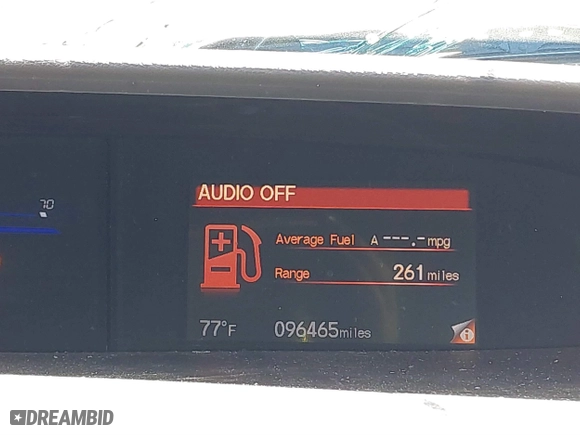 70
AUDIO OFF
Average Fuel A ---.- mpg
Range 261 miles
77°F 096465 miles
DREAMBID